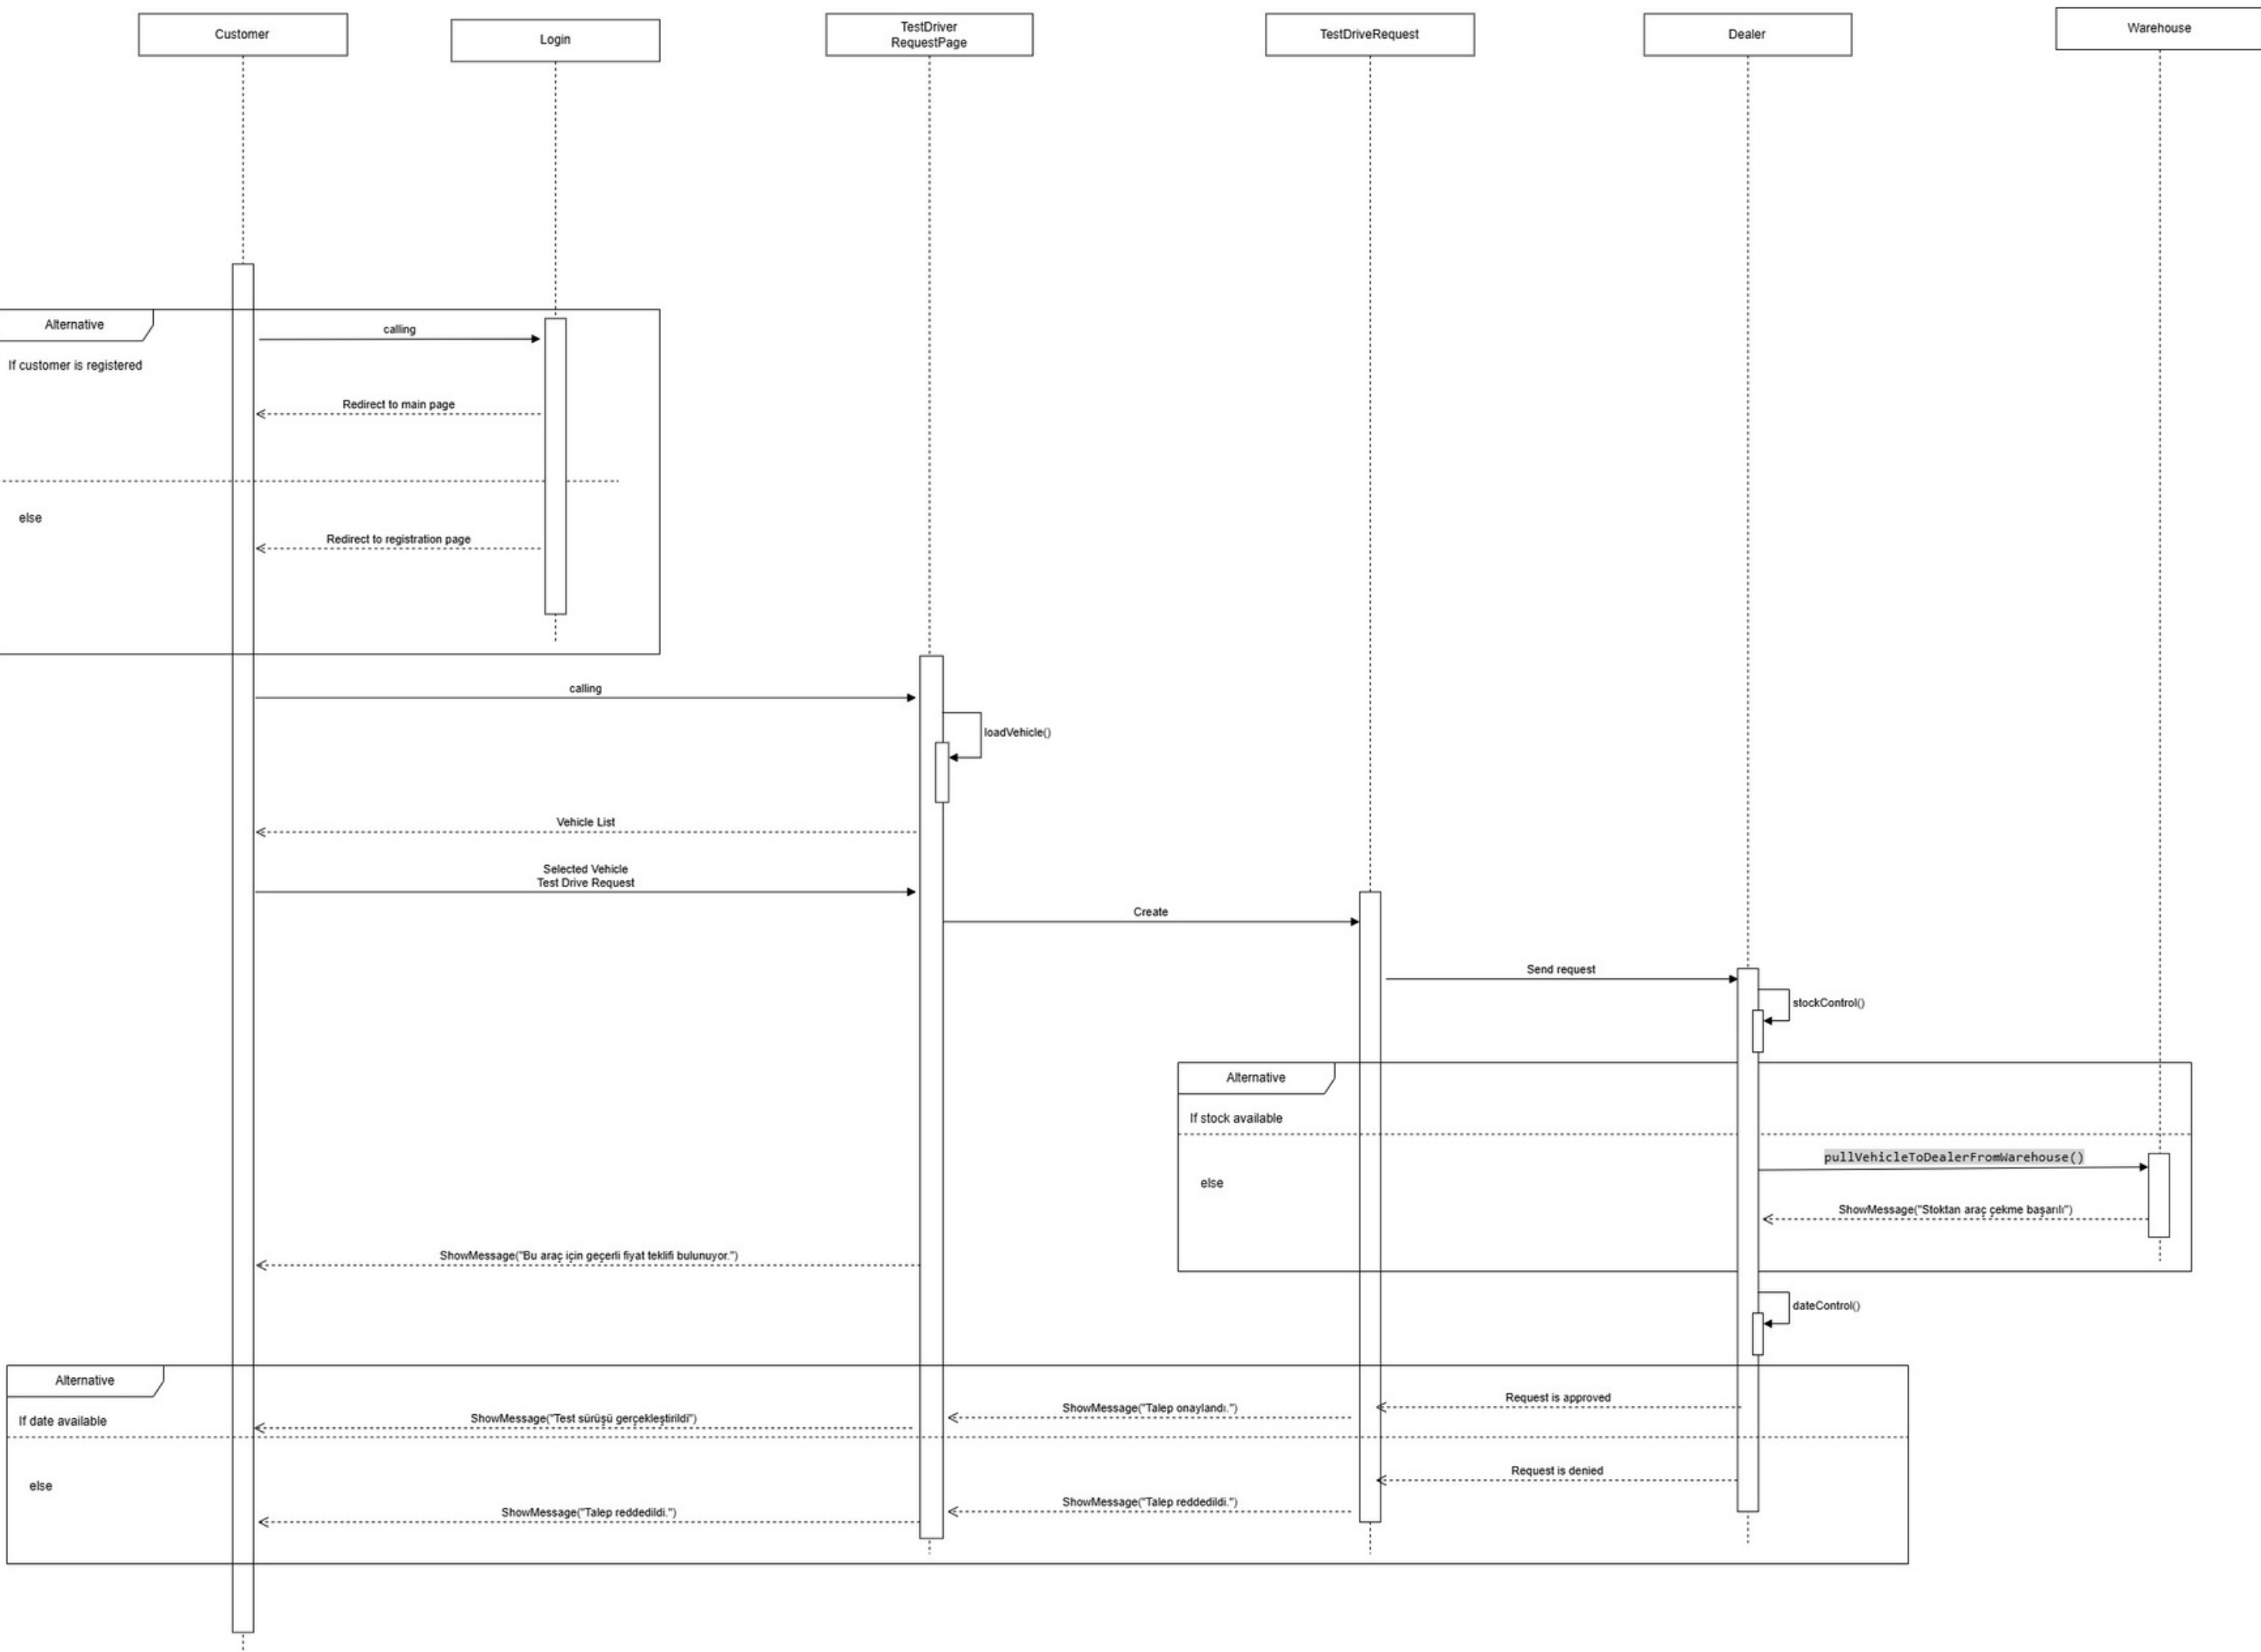 Customer
Login
TestDriver
RequestPage
TestDriveRequest
Dealer
Warehouse
Alternative
calling
If customer is registered
Redirect to main page
else
Redirect to registration page
calling
loadVehicle()
Vehicle List
Selected Vehicle
Test Drive Request
Create
Send request
stockControl()
Alternative
If stock available
pullVehicleToDealerFromWarehouse()
else
ShowMessage("Stoktan araç çekme başarılı")
ShowMessage("Bu araç için geçerli fiyat teklifi bulunuyor.")
dateControl()
Alternative
Request is approved
ShowMessage("Talep onaylandı.")
If date available
ShowMessage("Test sürüşü gerçekleştirildi")
Request is denied
else
ShowMessage("Talep reddedildi.")
ShowMessage("Talep reddedildi.")